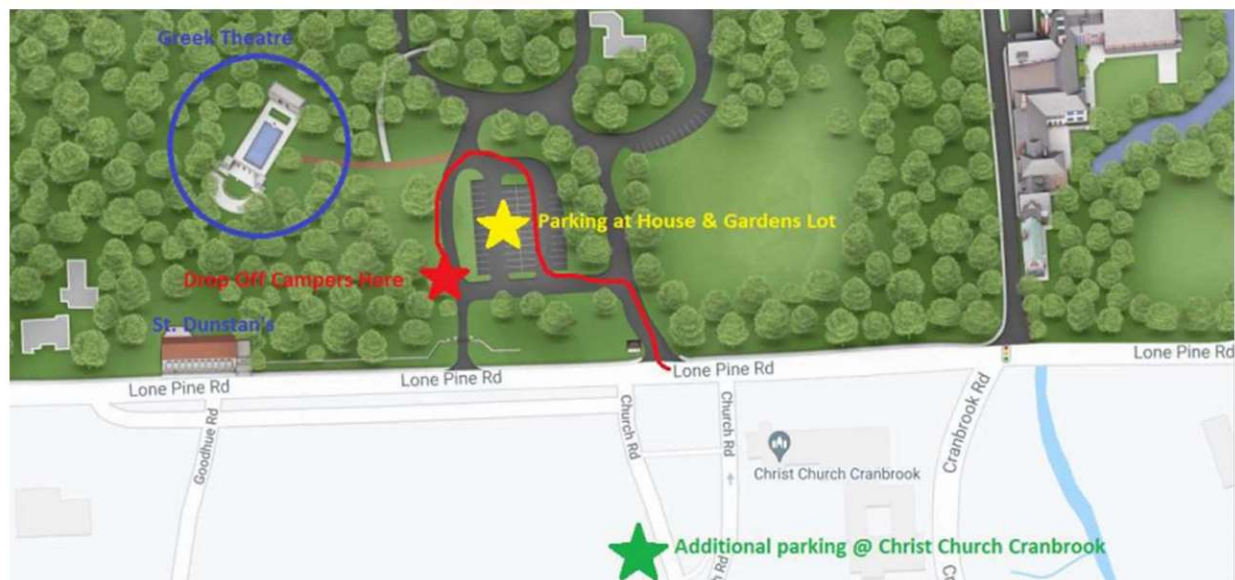 Greek Theatre
Parking at House & Gardens Lot
Drop Off Campers Here
St. Dunstan's
Lone Pine Rd
Lone Pine Rd
Lone Pine Rd
Lone Pine Rd
Goodhue Rd
Church Rd
Church Rd
Cranbrook Rd
Christ Church Cranbrook
Additional parking @ Christ Church Cranbrook